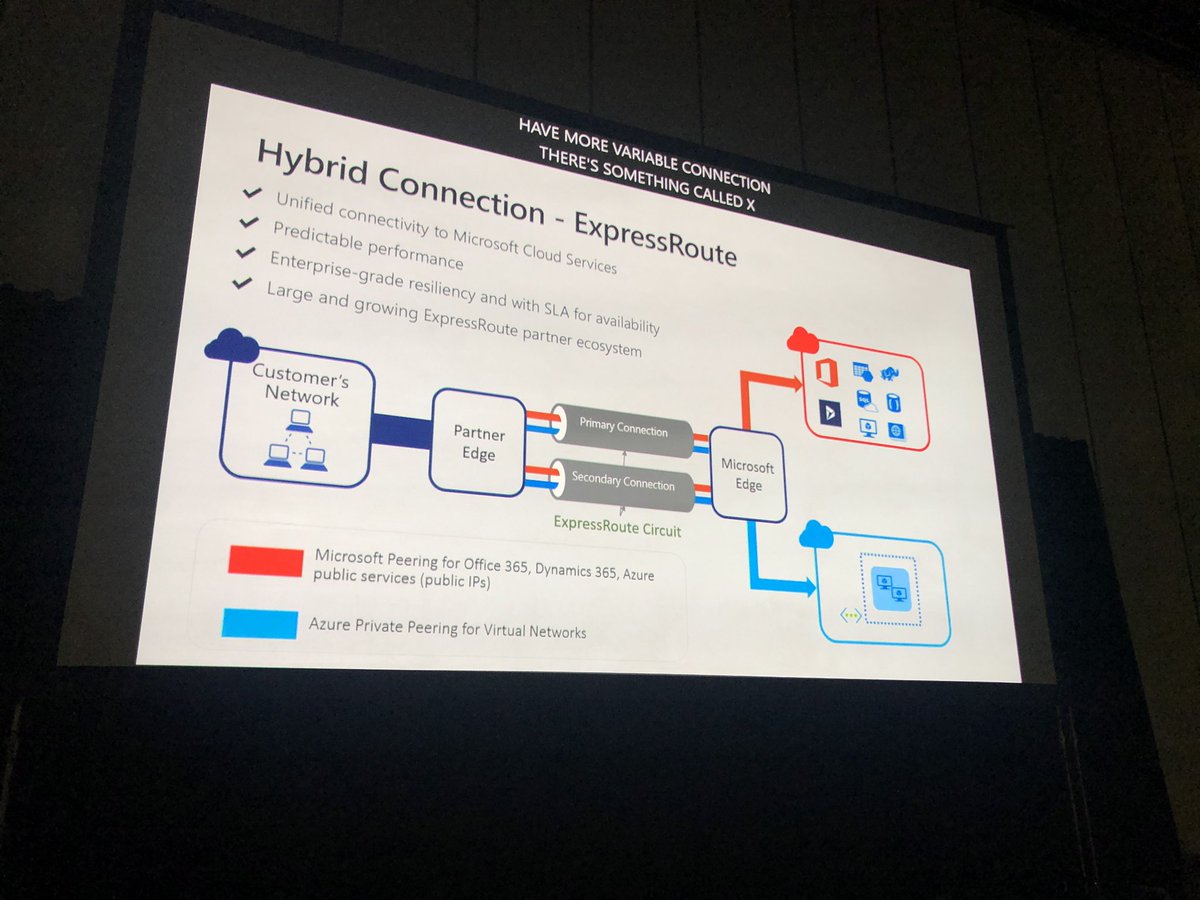 HAVE MORE VARIABLE CONNECTION
THERE'S SOMETHING CALLED X
Hybrid Connection - ExpressRoute
Unified connectivity to Microsoft Cloud Services
Predictable performance
Enterprise-grade resiliency and with SLA for availability
Large and growing ExpressRoute partner ecosystem
Customer's
Network
Partner
Edge
Primary Connection
Secondary Connection
ExpressRoute Circuit
Microsoft
Edge
SQL
Microsoft Peering for Office 365, Dynamics 365, Azure
public services (public IPs)
Azure Private Peering for Virtual Networks